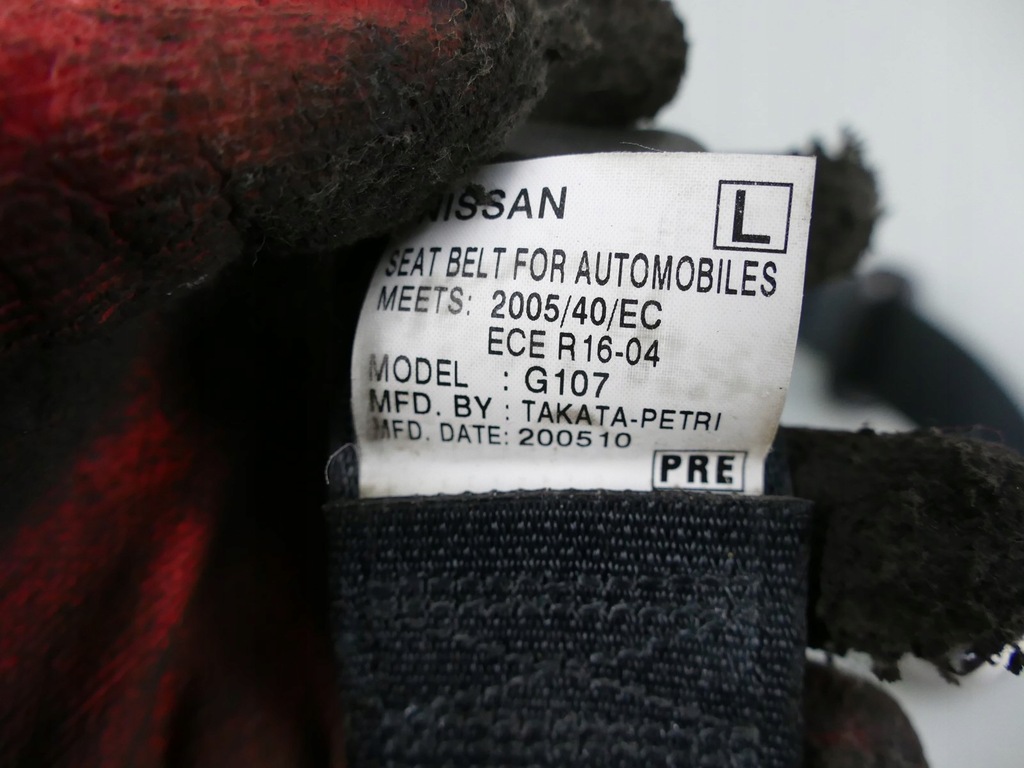 NISSAN L
SEAT BELT FOR AUTOMOBILES
MEETS: 2005/40/EC
ECE R16-04
MODEL : G107
MFD. BY : TAKATA-PETRI
MFD. DATE: 200510
PRE